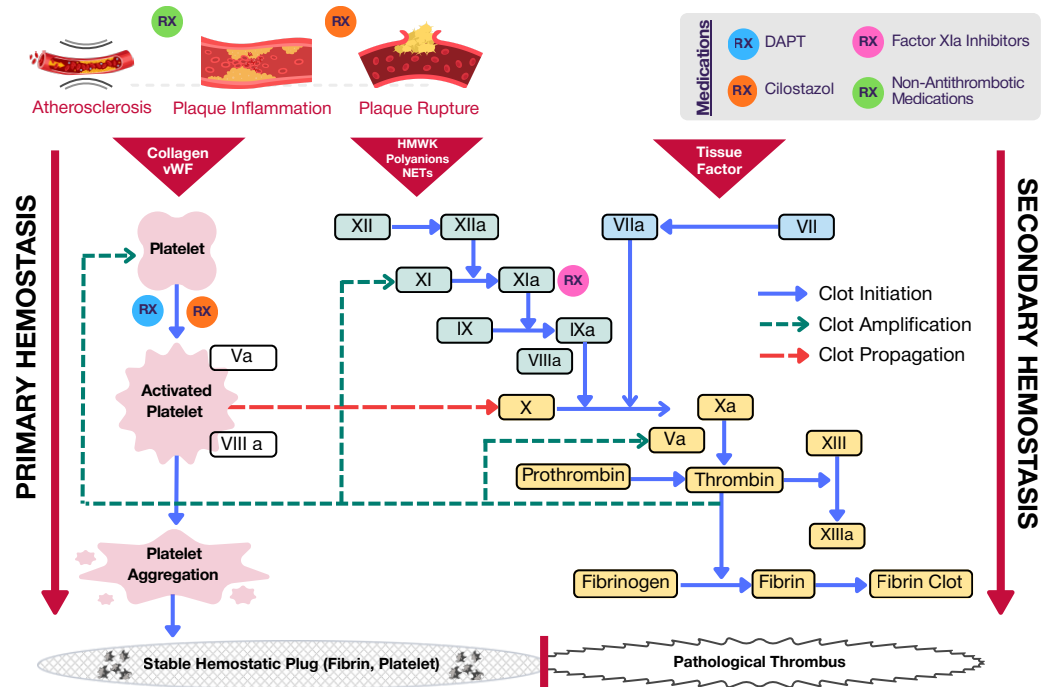 RX
RX
Atherosclerosis
Plaque Inflammation
Plaque Rupture
Medications
RX DAPT
RX Factor XIa Inhibitors
RX Cilostazol
RX Non-Antithrombotic
Medications
PRIMARY HEMOSTASIS
SECONDARY HEMOSTASIS
Collagen
vWF
HMWK
Polyanions
NETs
Tissue
Factor
Platelet
RX
RX
Va
Activated
Platelet
VIII a
Platelet
Aggregation
XII
XIIa
XI
XIa
RX
IX
IXa
VIIIa
VIIa
VII
Clot Initiation
Clot Amplification
Clot Propagation
X
Xa
Va
XIII
Prothrombin
Thrombin
XIIIa
Fibrinogen
Fibrin
Fibrin Clot
Stable Hemostatic Plug (Fibrin, Platelet)
Pathological Thrombus